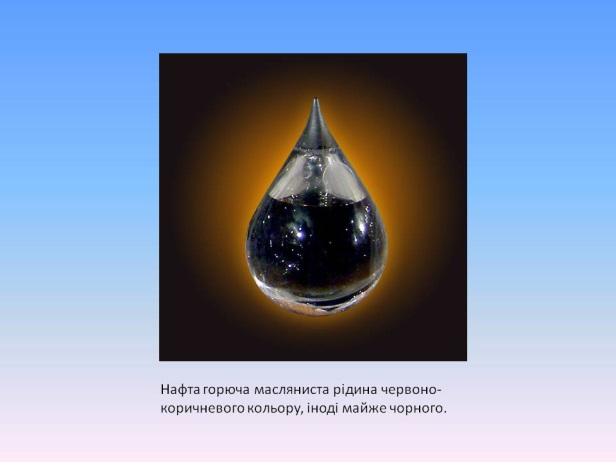 Нафта горюча масляниста рідина червоно-
коричневого кольору, іноді майже чорного.